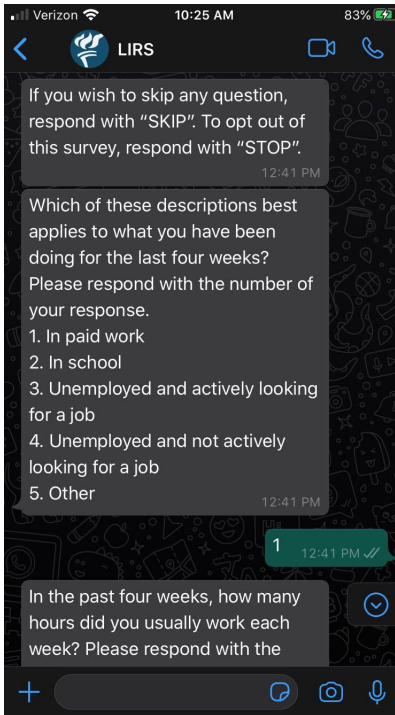 Verizon
10:25 AM
83%
LIRS
If you wish to skip any question,
respond with “SKIP”. To opt out of
this survey, respond with “STOP”.
12:41 PM
Which of these descriptions best
applies to what you have been
doing for the last four weeks?
Please respond with the number of
your response.
1. In paid work
2. In school
3. Unemployed and actively looking
for a job
4. Unemployed and not actively
looking for a job
5. Other
12:41 PM
1
12:41 PM
In the past four weeks, how many
hours did you usually work each
week? Please respond with the